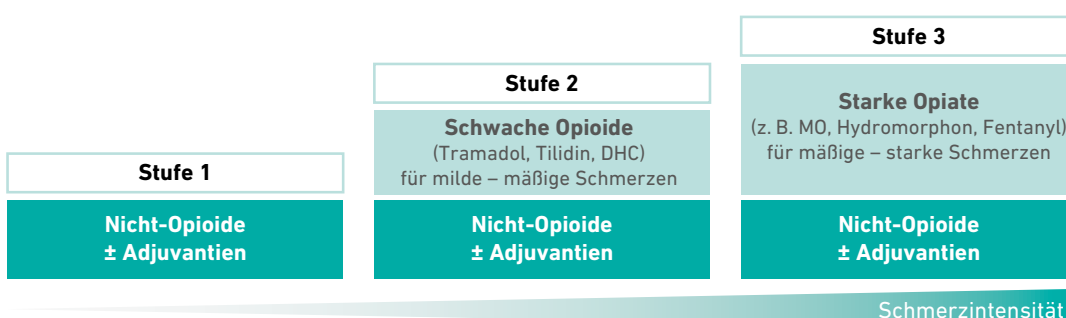 Stufe 1
Nicht-Opioide
± Adjuvantien
Stufe 2
Schwache Opioide
(Tramadol, Tilidin, DHC)
für milde – mäßige Schmerzen
Nicht-Opioide
± Adjuvantien
Stufe 3
Starke Opiate
(z. B. MO, Hydromorphon, Fentanyl)
für mäßige – starke Schmerzen
Nicht-Opioide
± Adjuvantien
Schmerzintensität